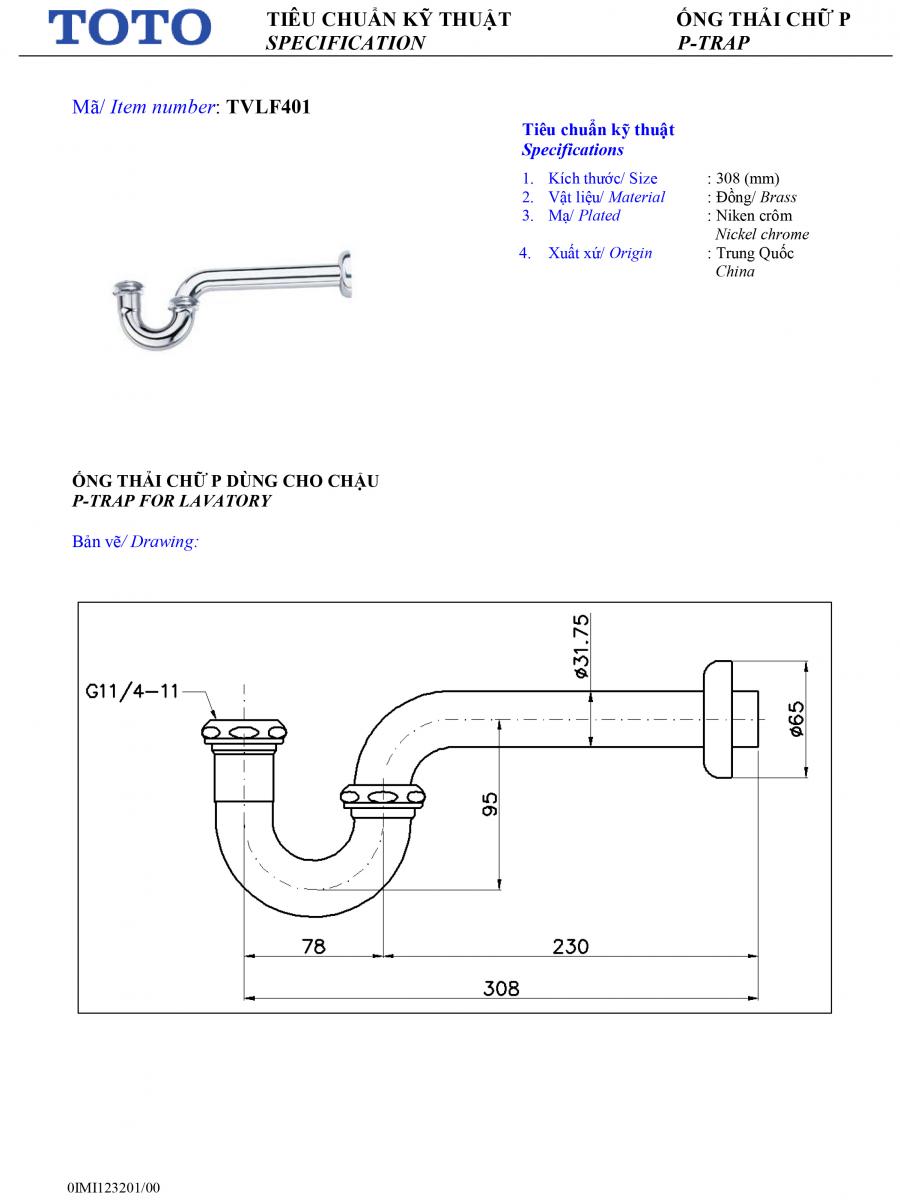 TOTO
TIÊU CHUẨN KỸ THUẬT
SPECIFICATION
ỐNG THẢI CHỮ P
P-TRAP
Mã/ Item number: TVLF401
Tiêu chuẩn kỹ thuật
Specifications
1. Kích thước/ Size : 308 (mm)
2. Vật liệu/ Material : Đồng/ Brass
3. Mạ/ Plated : Niken crôm
Nickel chrome
4. Xuất xứ/ Origin : Trung Quốc
China
ỐNG THẢI CHỮ P DÙNG CHO CHẬU
P-TRAP FOR LAVATORY
Bản vẽ/ Drawing:
G11/4-11
ø31.75
ø65
95
78
230
308
0IMI123201/00